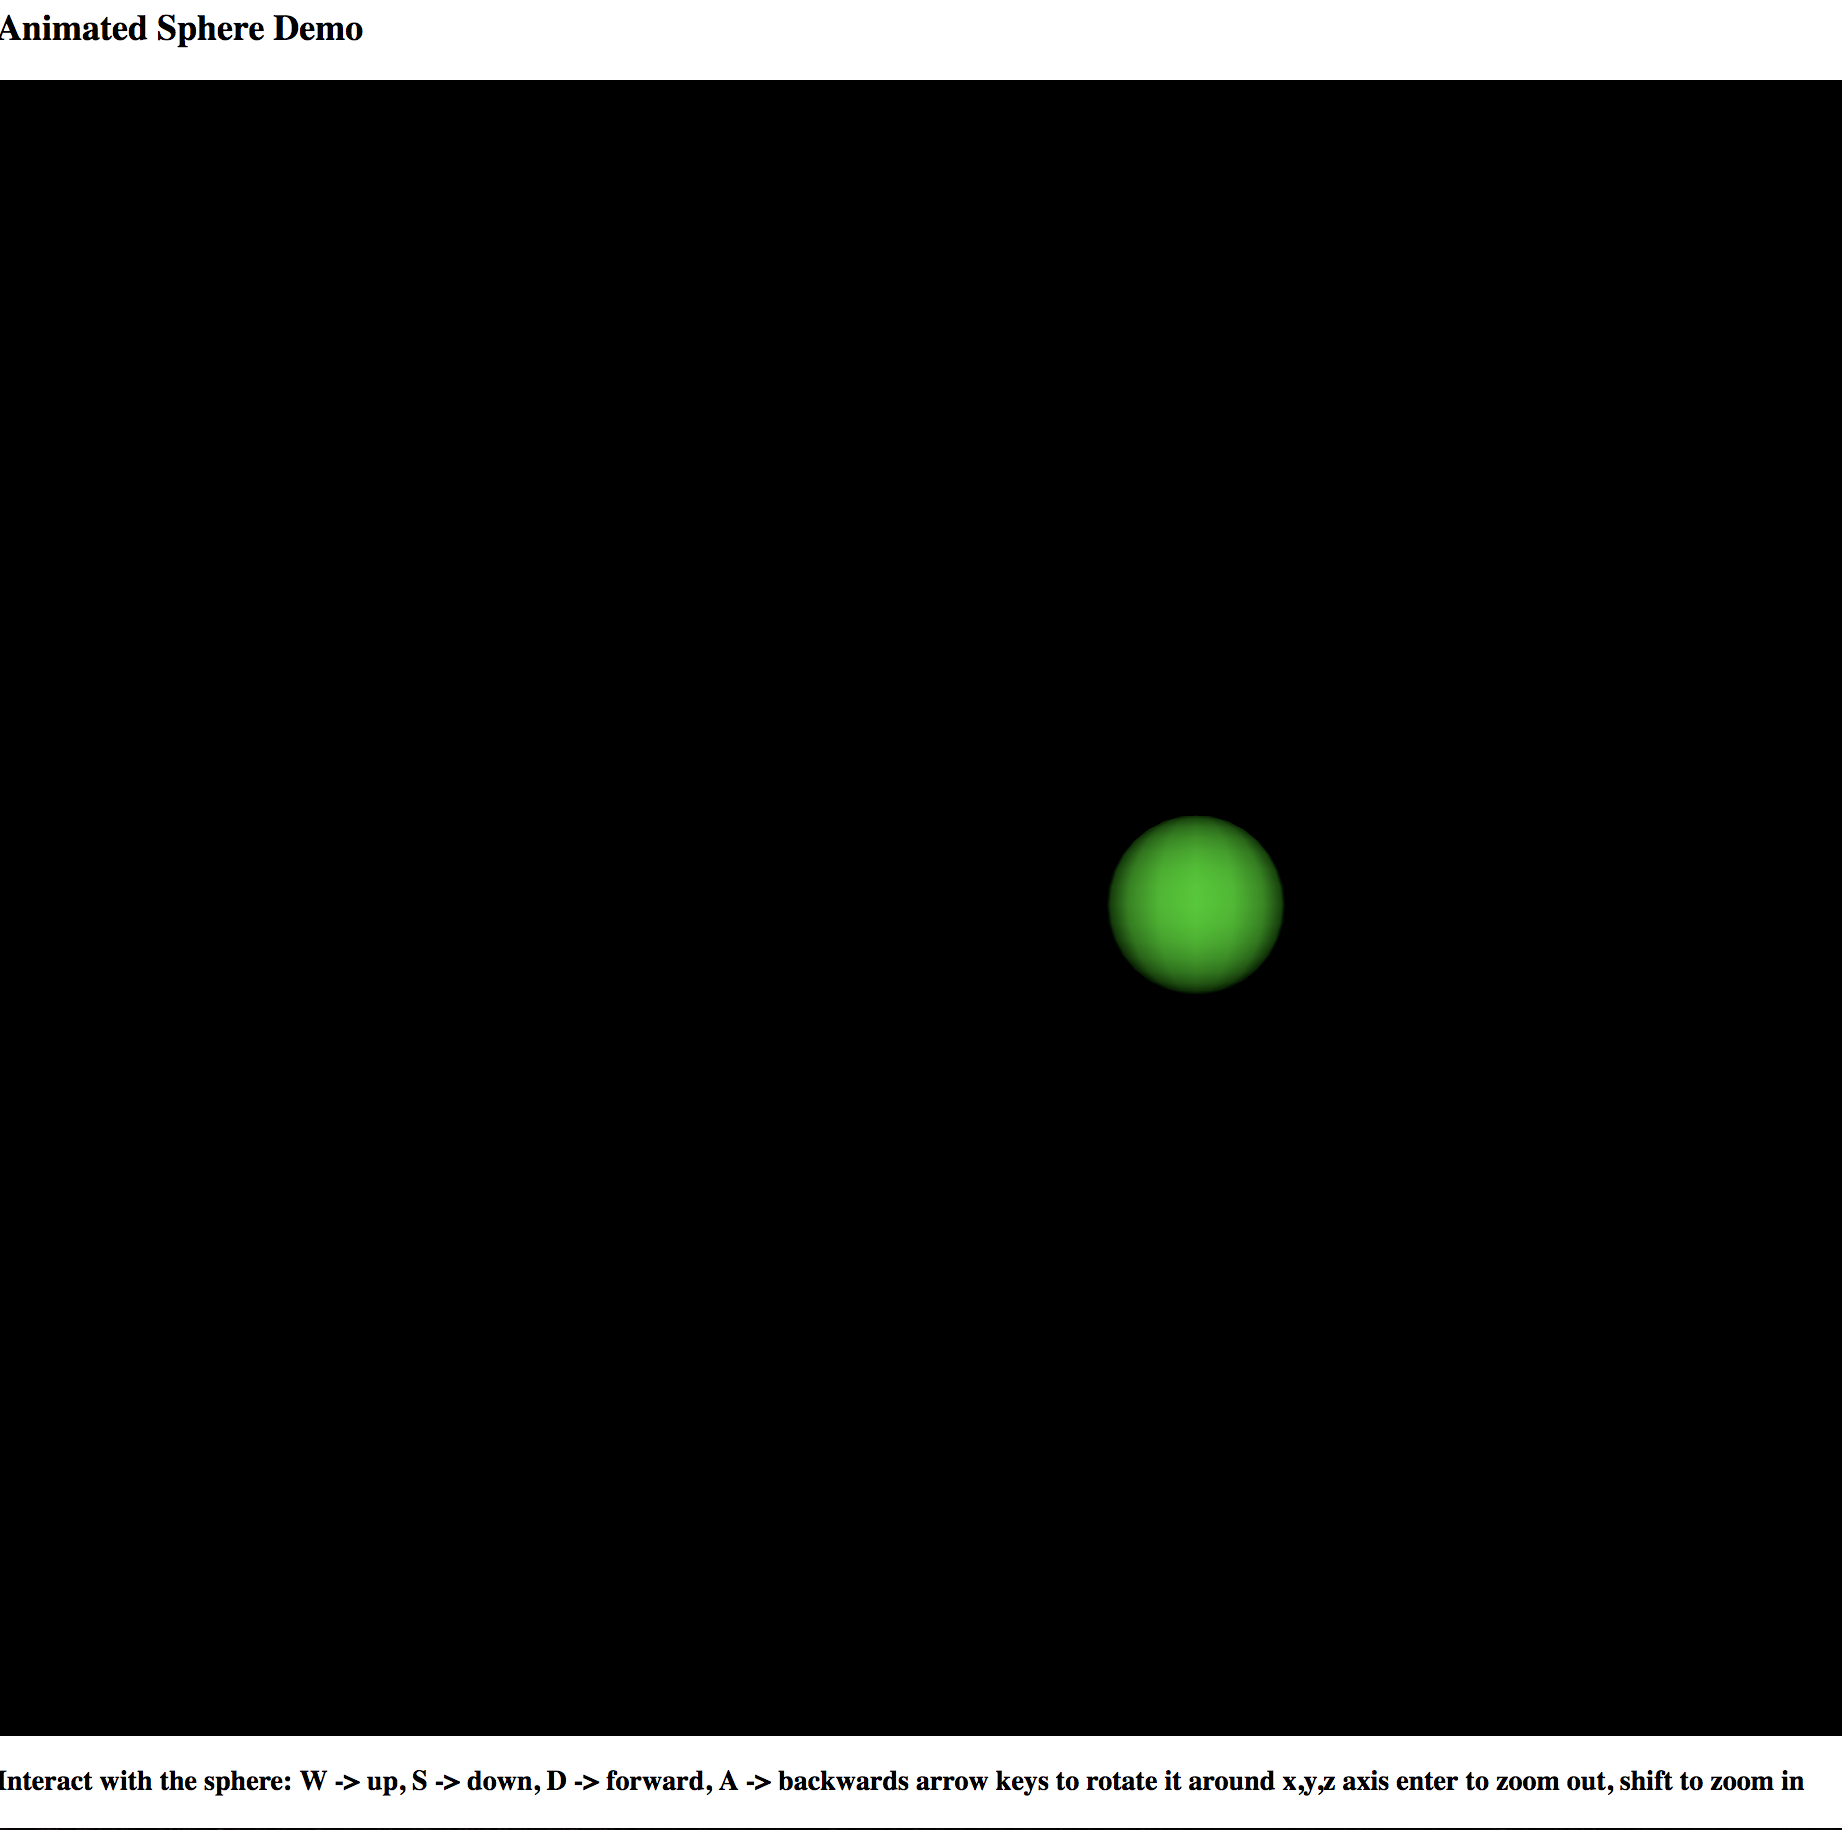 Animated Sphere Demo
Interact with the sphere: W -> up, S -> down, D -> forward, A -> backwards arrow keys to rotate it around x,y,z axis enter to zoom out, shift to zoom in